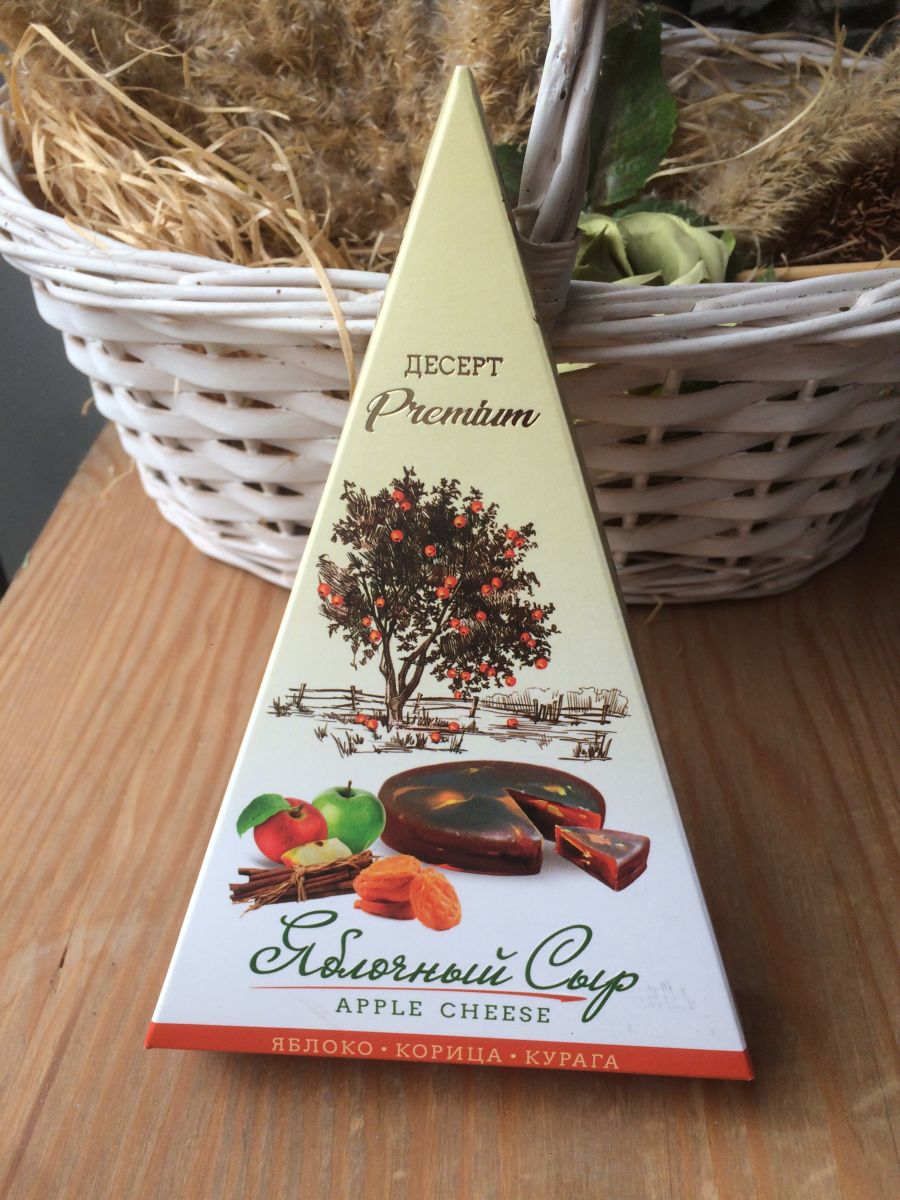 ДЕСЕРТ
Premium
Яблочный Сыр
APPLE CHEESE
ЯБЛОКО • КОРИЦА • КУРАГА